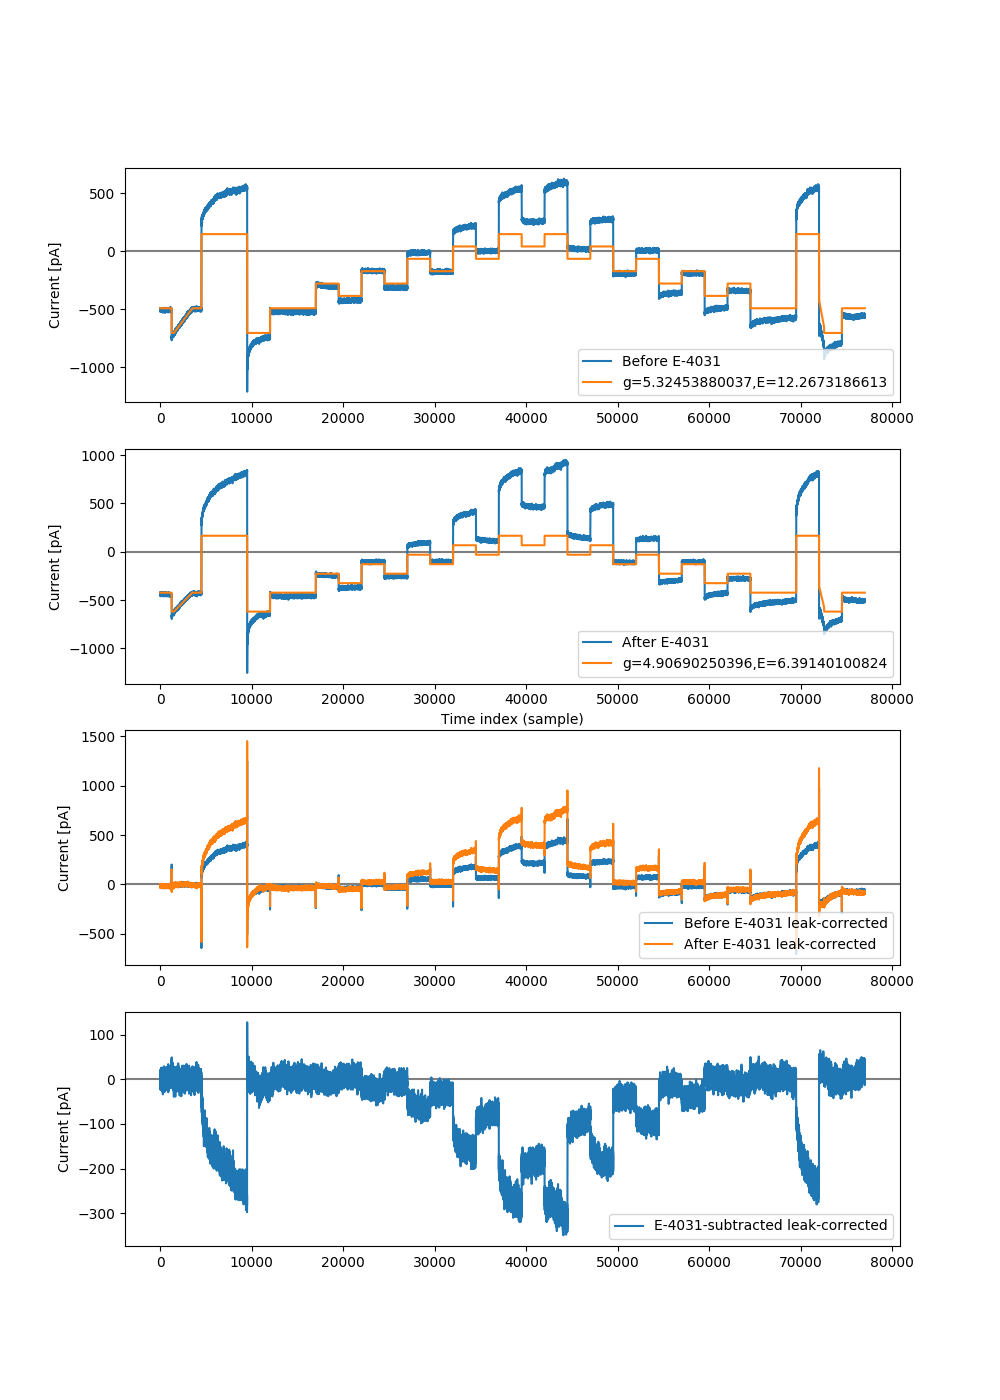 500
0
−500
−1000
Current [pA]
Before E-4031
g=5.32453880037,E=12.2673186613
0 10000 20000 30000 40000 50000 60000 70000 80000
1000
500
0
−500
−1000
Current [pA]
After E-4031
g=4.90690250396,E=6.39140100824
0 10000 20000 30000 40000 50000 60000 70000 80000
Time index (sample)
1500
1000
500
0
−500
Current [pA]
Before E-4031 leak-corrected
After E-4031 leak-corrected
0 10000 20000 30000 40000 50000 60000 70000 80000
100
0
−100
−200
−300
Current [pA]
E-4031-subtracted leak-corrected
0 10000 20000 30000 40000 50000 60000 70000 80000